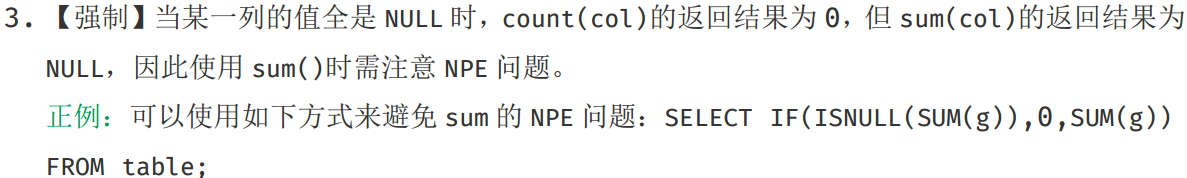 3. 【强制】当某一列的值全是 NULL 时，count(col)的返回结果为 0，但 sum(col)的返回结果为
NULL，因此使用 sum()时需注意 NPE 问题。
正例：可以使用如下方式来避免 sum 的 NPE 问题：SELECT IF(ISNULL(SUM(g)),0,SUM(g))
FROM table;